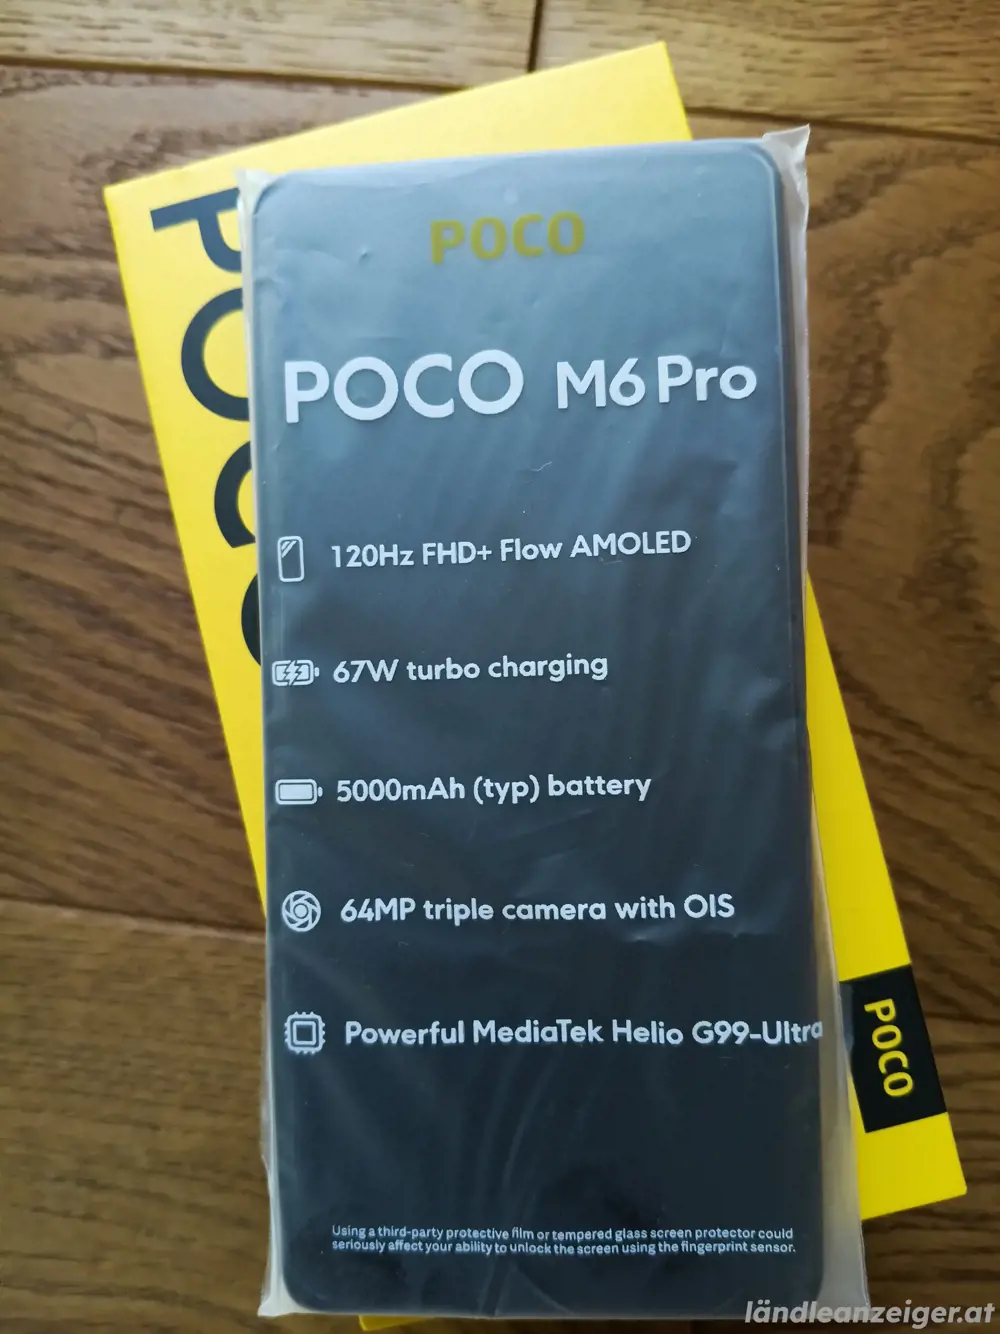 POCO
POCO
POCO M6 Pro
120Hz FHD+ Flow AMOLED
67W turbo charging
5000mAh (typ) battery
64MP triple camera with OIS
Powerful MediaTek Helio G99-Ultra
POCO
Using a third-party protective film or tempered glass screen protector could
seriously affect your ability to unlock the screen using the fingerprint sensor.
ländleanzeiger.at